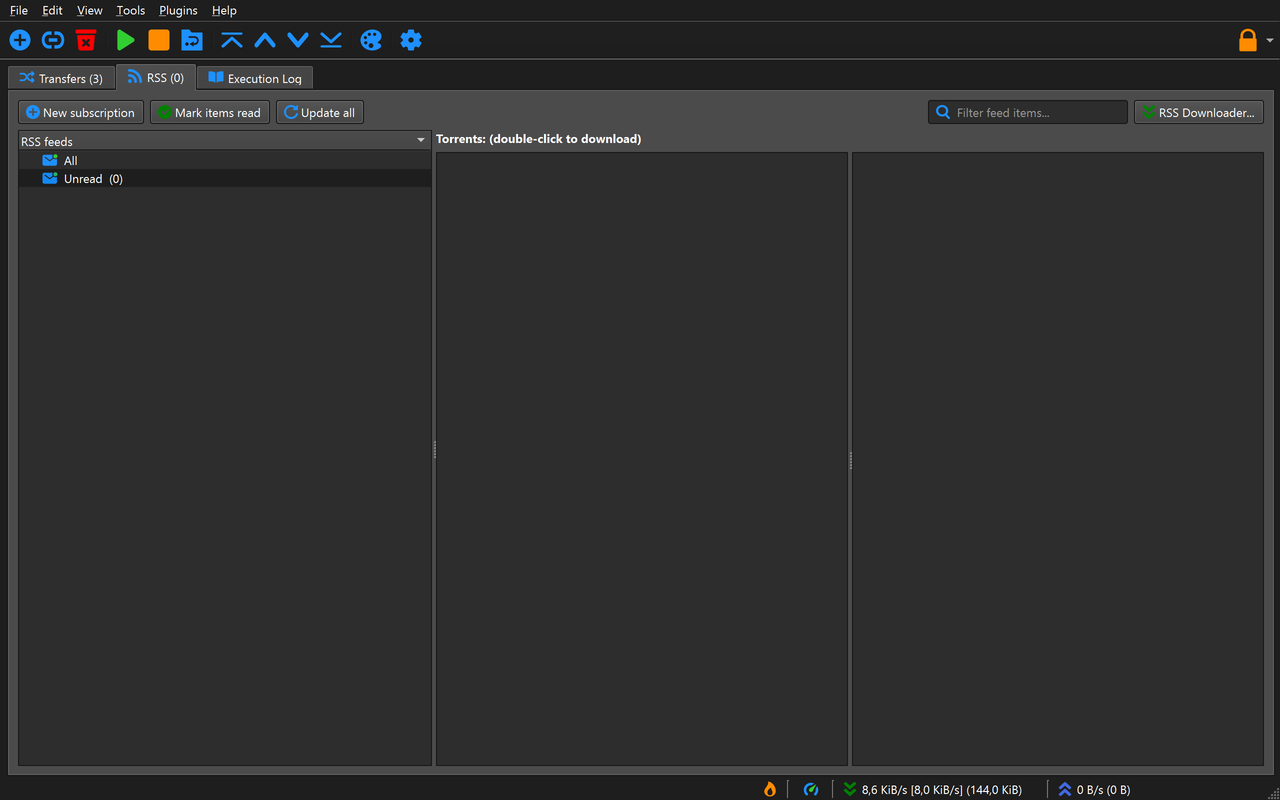 File Edit View Tools Plugins Help
Transfers (3) RSS (0) Execution Log
New subscription Mark items read Update all Filter feed items... RSS Downloader...
RSS feeds Torrents: (double-click to download)
All
Unread (0)
8,6 KiB/s [8,0 KiB/s] (144,0 KiB) 0 B/s (0 B)